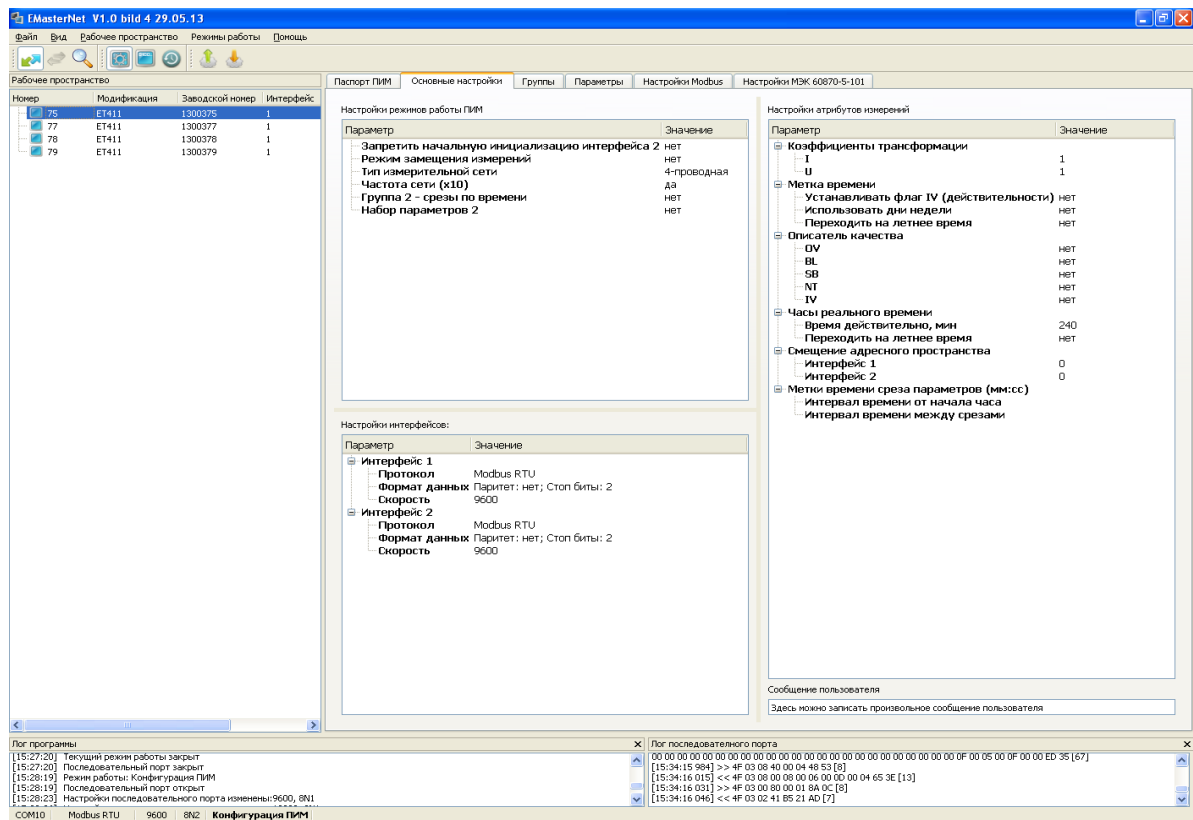 EMasterNet V1.0 bild 4 29.05.13
Файл Вид Рабочее пространство Режимы работы Помощь
Рабочее пространство
Номер Модификация Заводской номер Интерфейс
75 ET411 1300375 1
77 ET411 1300377 1
78 ET411 1300378 1
79 ET411 1300379 1
Паспорт ПИМ Основные настройки Группы Параметры Настройки Modbus Настройки МЭК 60870-5-101
Настройки режимов работы ПИМ
Параметр Значение
Запретить начальную инициализацию интерфейса 2 нет
Режим замещения измерений нет
Тип измерительной сети 4-проводная
Частота сети (x10) да
Группа 2 - срезы по времени нет
Набор параметров 2 нет
Настройки интерфейсов:
Параметр Значение
Интерфейс 1
Протокол Modbus RTU
Формат данных Паритет: нет; Стоп биты: 2
Скорость 9600
Интерфейс 2
Протокол Modbus RTU
Формат данных Паритет: нет; Стоп биты: 2
Скорость 9600
Настройки атрибутов измерений
Параметр Значение
Коэффициенты трансформации
I 1
U 1
Метка времени
Устанавливать флаг IV (действительности) нет
Использовать дни недели нет
Переходить на летнее время нет
Описатель качества
OV нет
BL нет
SB нет
NT нет
IV нет
Часы реального времени
Время действительно, мин 240
Переходить на летнее время нет
Смещение адресного пространства
Интерфейс 1 0
Интерфейс 2 0
Метки времени среза параметров (мм:сс)
Интервал времени от начала часа
Интервал времени между срезами
Сообщение пользователя
Здесь можно записать произвольное сообщение пользователя
Лог программы
[15:27:20] Текущий режим работы закрыт
[15:27:20] Последовательный порт закрыт
[15:28:19] Режим работы: Конфигурация ПИМ
[15:28:19] Последовательный порт открыт
[15:28:23] Настройки последовательного порта изменены:9600, 8N1
Лог последователного порта
00 00 00 00 00 00 00 00 00 00 00 00 00 00 00 00 00 00 00 00 00 00 00 00 0F 00 05 00 0F 00 00 ED 35 [67]
[15:34:15 984] >> 4F 03 08 40 00 04 48 53 [8]
[15:34:16 015] << 4F 03 08 00 08 00 06 00 0D 00 04 65 3E [13]
[15:34:16 031] >> 4F 03 00 80 00 01 8A 0C [8]
[15:34:16 046] << 4F 03 02 41 B5 21 AD [7]
COM10 Modbus RTU 9600 8N2 Конфигурация ПИМ